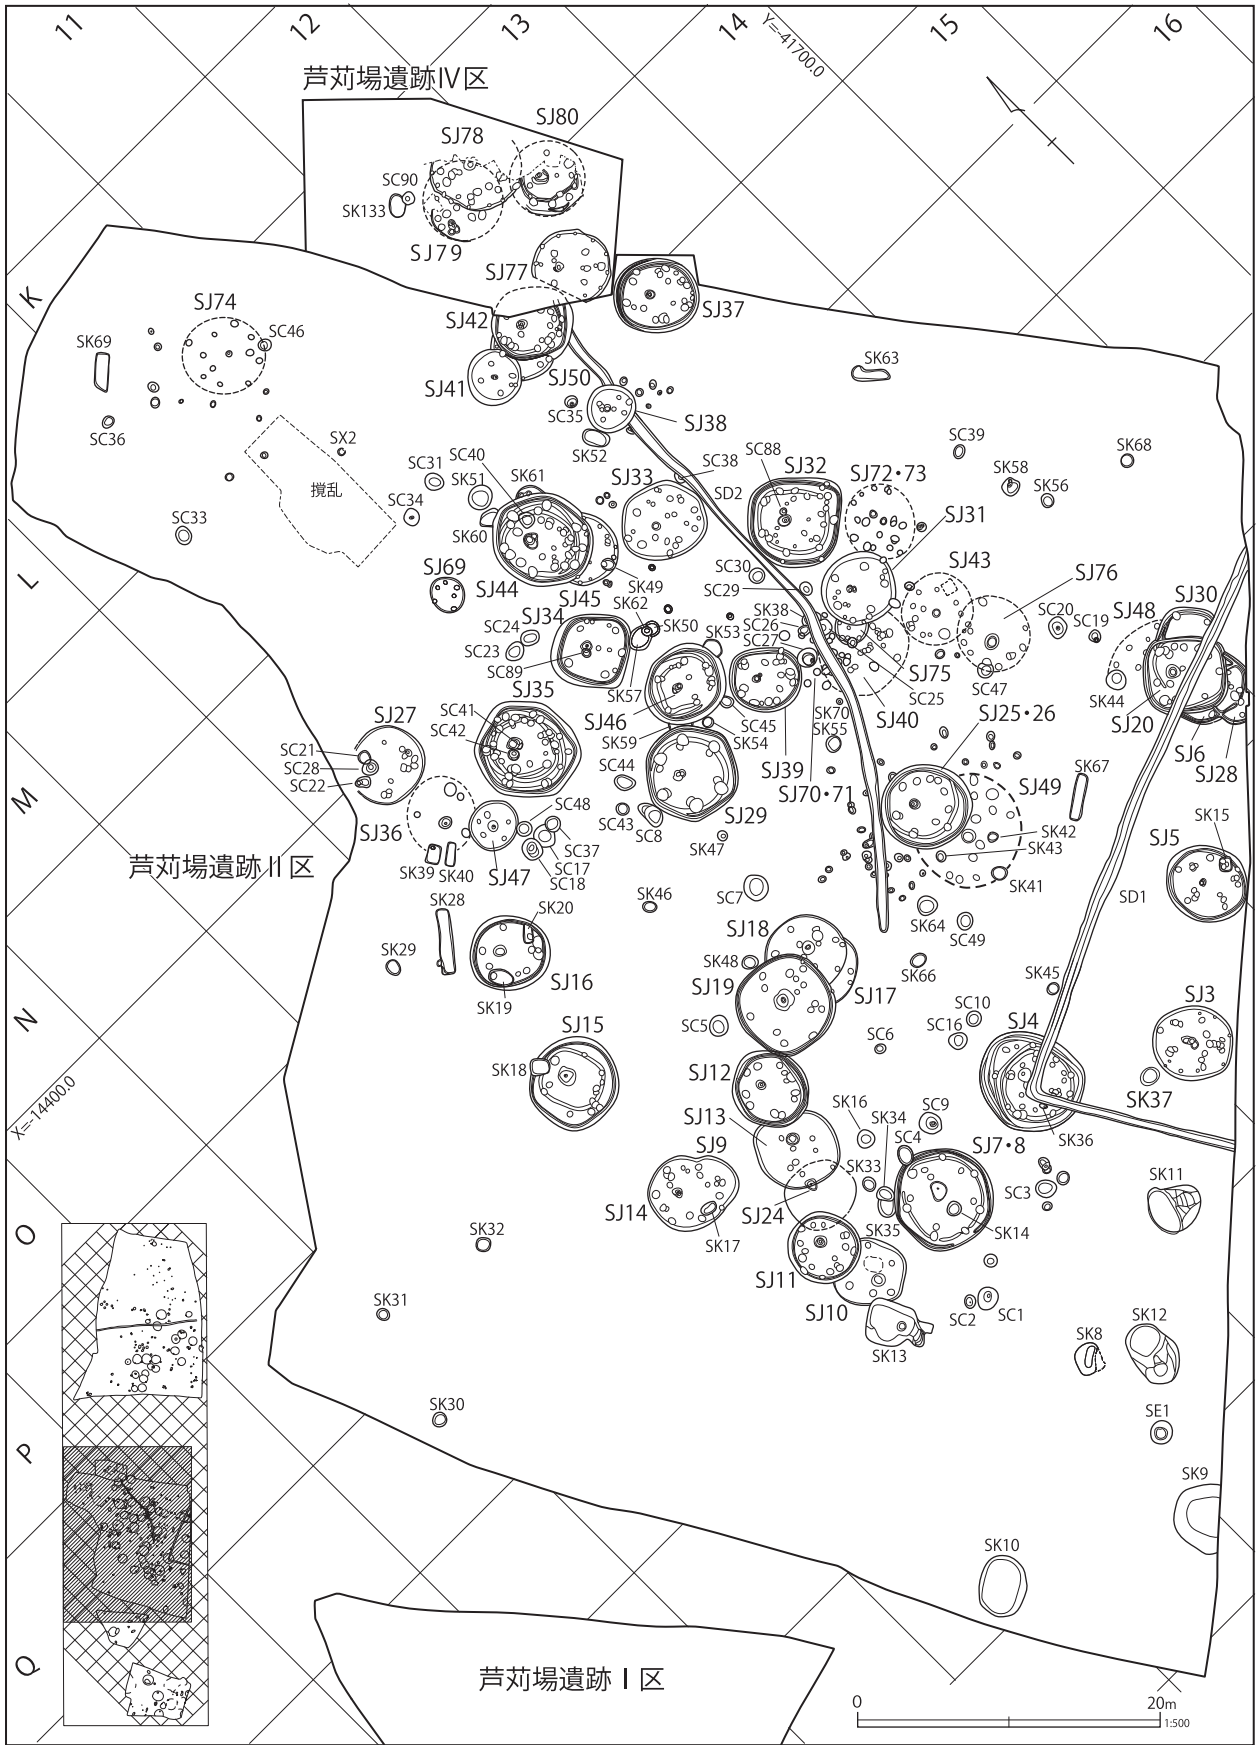 11
12
13
14
Y=-41700.0
15
16
芦苅場遺跡Ⅳ区
SJ80
SJ78
SC90
SK133
SJ79
SJ77
K
SJ74
SC46
SJ42
SJ37
SK69
SJ41
SJ50
SK63
SC35
SJ38
SC36
SX2
SK52
SC39
SK68
SC40
SC31
SK51
SK61
SJ33
SC38
SC88
SJ32
SJ72・73
SK58
SK56
撹乱
SC34
SD2
SJ31
SC33
SK60
L
SJ69
SJ44
SJ45
SK49
SC30
SC29
SJ43
SJ76
SJ34
SK62
SK50
SK38
SC26
SC27
SC20
SC19
SJ48
SJ30
SC24
SC23
SC89
SK53
SJ75
SC25
SC47
SK44
SJ35
SK57
SJ46
SC45
SK70
SK55
SJ40
SJ25・26
SJ20
SJ6
SJ28
SC41
SC42
SJ27
SK59
SK54
SC21
SC28
SC22
SC44
SJ39
SJ70・71
SJ49
SK67
M
SJ36
SC48
SC43
SC8
SJ29
SK47
SK42
SK43
SJ5
SK15
芦苅場遺跡Ⅱ区
SK39
SK40
SJ47
SC37
SC17
SC18
SK41
SK28
SK20
SK46
SC7
SD1
SK64
SC49
SK29
SJ18
SK48
SK66
SK19
SJ16
SJ19
SJ17
SK45
N
SJ15
SC5
SC10
SC16
SJ4
SJ3
SC6
SK18
SJ12
SK37
X=-14400.0
SJ13
SK16
SK34
SC9
SC4
SJ7・8
SK36
SJ9
SK33
SC3
SK11
SJ14
SK17
SJ24
SK35
SK14
O
SK32
SJ11
SJ10
SC2
SC1
SK31
SK13
SK12
SK8
SK30
SE1
P
SK9
SK10
Q
芦苅場遺跡Ⅰ区
0
20m
1:500